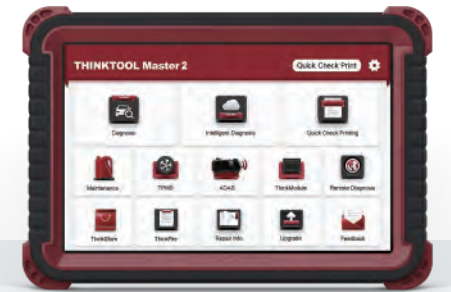 THINKTOOL Master 2
Quick Check Print
Diagnosis
Intelligent Diagnosis
Quick Check Printing
Maintenance
TPMS
ADAS
ThinkModule
Remote Diagnosis
ThinkStore
ThinkFile
Repair Info.
Upgrade
Feedback